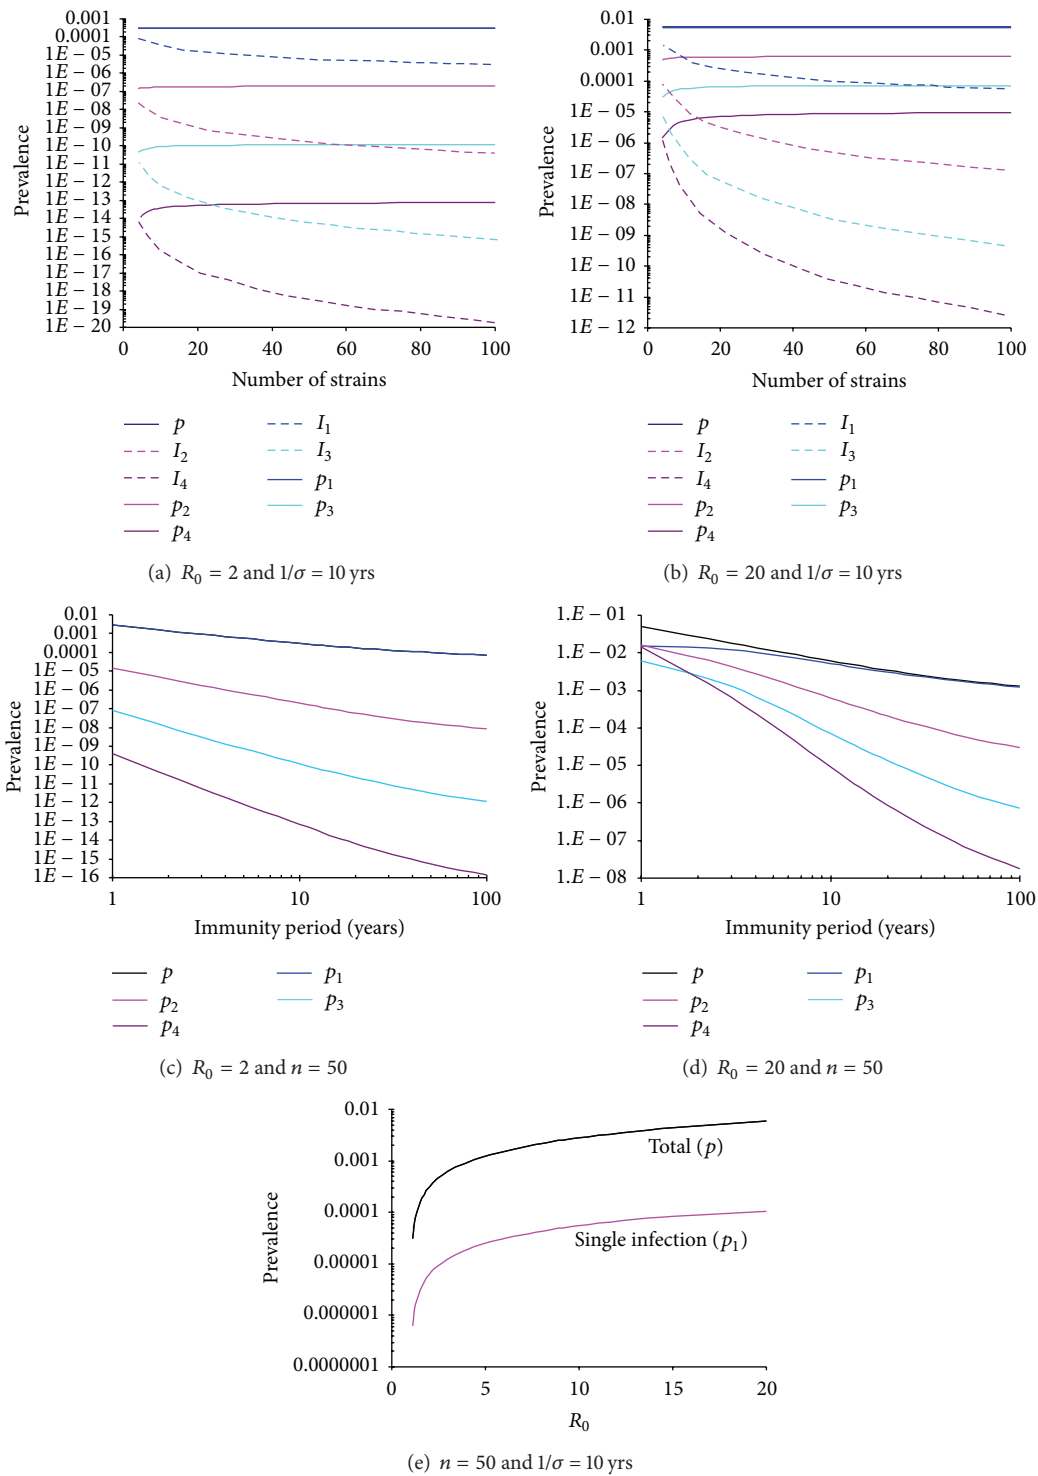 0.001
0.0001
1E − 05
1E − 06
1E − 07
1E − 08
1E − 09
1E − 10
1E − 11
1E − 12
1E − 13
1E − 14
1E − 15
1E − 16
1E − 17
1E − 18
1E − 19
1E − 20
Prevalence
0 20 40 60 80 100
Number of strains
p I₁
I₂ I₃
I₄ p₁
p₂ p₃
p₄
(a) R₀ = 2 and 1/σ = 10 yrs
0.01
0.001
0.0001
1E − 05
1E − 06
1E − 07
1E − 08
1E − 09
1E − 10
1E − 11
1E − 12
Prevalence
0 20 40 60 80 100
Number of strains
p I₁
I₂ I₃
I₄ p₁
p₂ p₃
p₄
(b) R₀ = 20 and 1/σ = 10 yrs
0.01
0.001
0.0001
1E − 05
1E − 06
1E − 07
1E − 08
1E − 09
1E − 10
1E − 11
1E − 12
1E − 13
1E − 14
1E − 15
1E − 16
Prevalence
1 10 100
Immunity period (years)
p p₁
p₂ p₃
p₄
(c) R₀ = 2 and n = 50
1.E − 01
1.E − 02
1.E − 03
1.E − 04
1.E − 05
1.E − 06
1.E − 07
1.E − 08
Prevalence
1 10 100
Immunity period (years)
p p₁
p₂ p₃
p₄
(d) R₀ = 20 and n = 50
0.01
0.001
0.0001
0.00001
0.000001
0.0000001
Prevalence
Total (p)
Single infection (p₁)
0 5 10 15 20
R₀
(e) n = 50 and 1/σ = 10 yrs